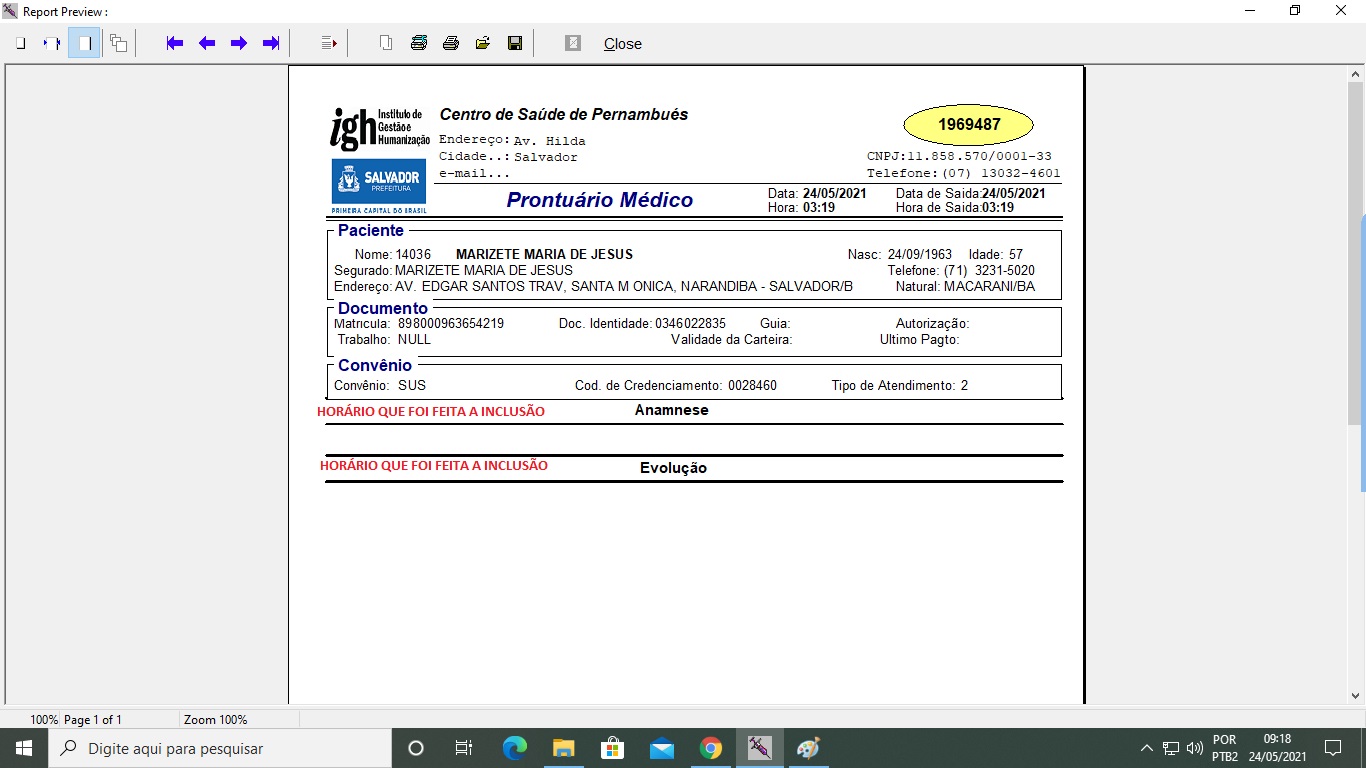 Report Preview :
Close
igh Instituto de Gestão e Humanização
Centro de Saúde de Pernambués
1969487
Endereço: Av. Hilda
Cidade..: Salvador
CNPJ:11.858.570/0001-33
e-mail...
Telefone: (07) 13032-4601
SALVADOR
PREFEITURA
PRIMEIRA CAPITAL DO BRASIL
Prontuário Médico
Data: 24/05/2021 Data de Saida:24/05/2021
Hora: 03:19 Hora de Saida:03:19
Paciente
Nome: 14036 MARIZETE MARIA DE JESUS Nasc: 24/09/1963 Idade: 57
Segurado: MARIZETE MARIA DE JESUS Telefone: (71) 3231-5020
Endereço: AV. EDGAR SANTOS TRAV, SANTA M ONICA, NARANDIBA - SALVADOR/B Natural: MACARANI/BA
Documento
Matricula: 898000963654219 Doc. Identidade: 0346022835 Guia: Autorização:
Trabalho: NULL Validade da Carteira: Ultimo Pagto:
Convênio
Convênio: SUS Cod. de Credenciamento: 0028460 Tipo de Atendimento: 2
HORÁRIO QUE FOI FEITA A INCLUSÃO Anamnese
HORÁRIO QUE FOI FEITA A INCLUSÃO Evolução
100% Page 1 of 1 Zoom 100%
Digite aqui para pesquisar
POR 09:18
PTB2 24/05/2021